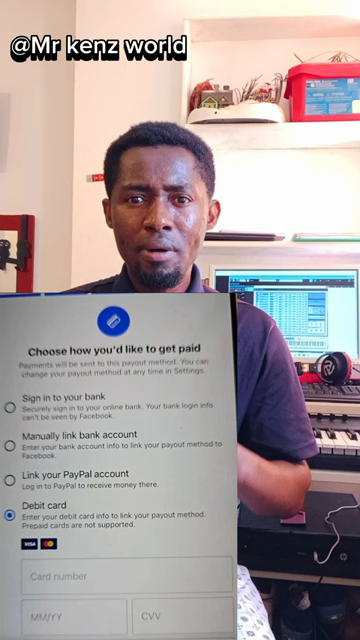 @Mr kenz world
Choose how you'd like to get paid
Payments will be sent to this payout method. You can
change your payout method at any time in Settings.
Sign in to your bank
Securely sign in to your online bank. Your bank login info
can't be seen by Facebook.
Manually link bank account
Enter your bank account info to link your payout method to
Facebook.
Link your PayPal account
Log in to PayPal to receive money there.
Debit card
Enter your debit card info to link your payout method.
Prepaid cards are not supported.
VISA
Card number
MM/YY
CVV